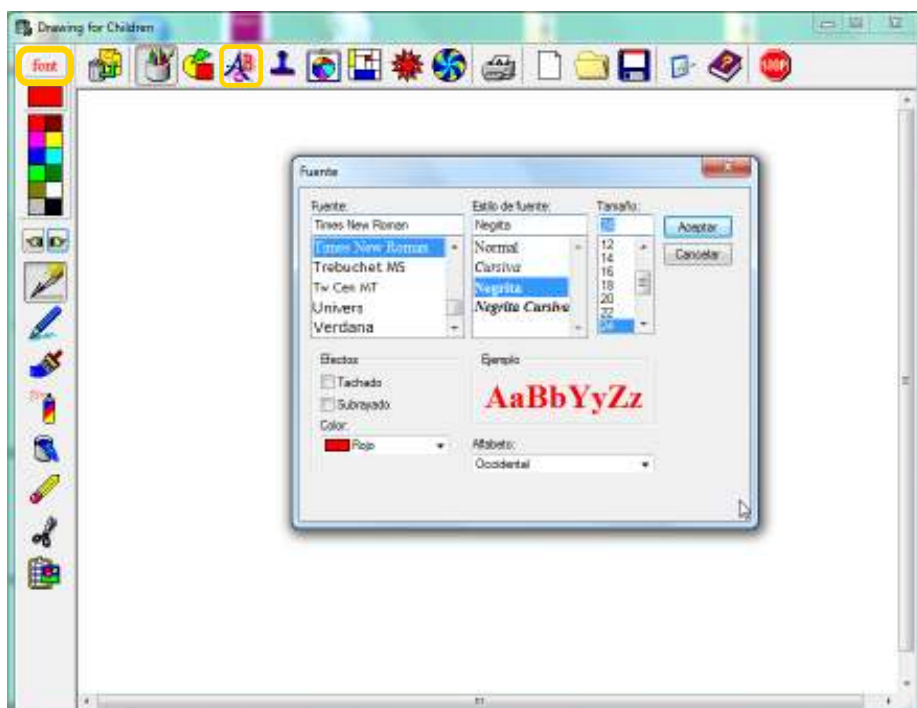 Drawing for Children
font
STOP
Fuente
Fuente: Estilo de fuente: Tamaño:
Times New Roman Negrita 24 Aceptar
Times New Roman Normal 12 Cancelar
Trebuchet MS Cursiva 14
Tw Cen MT Negrita 16
Univers Negrita Cursiva 18
Verdana 20
22
24
Efectos Ejemplo
Tachado
Subrayado AaBbYyZz
Color:
Rojo Alfabeto:
Occidental